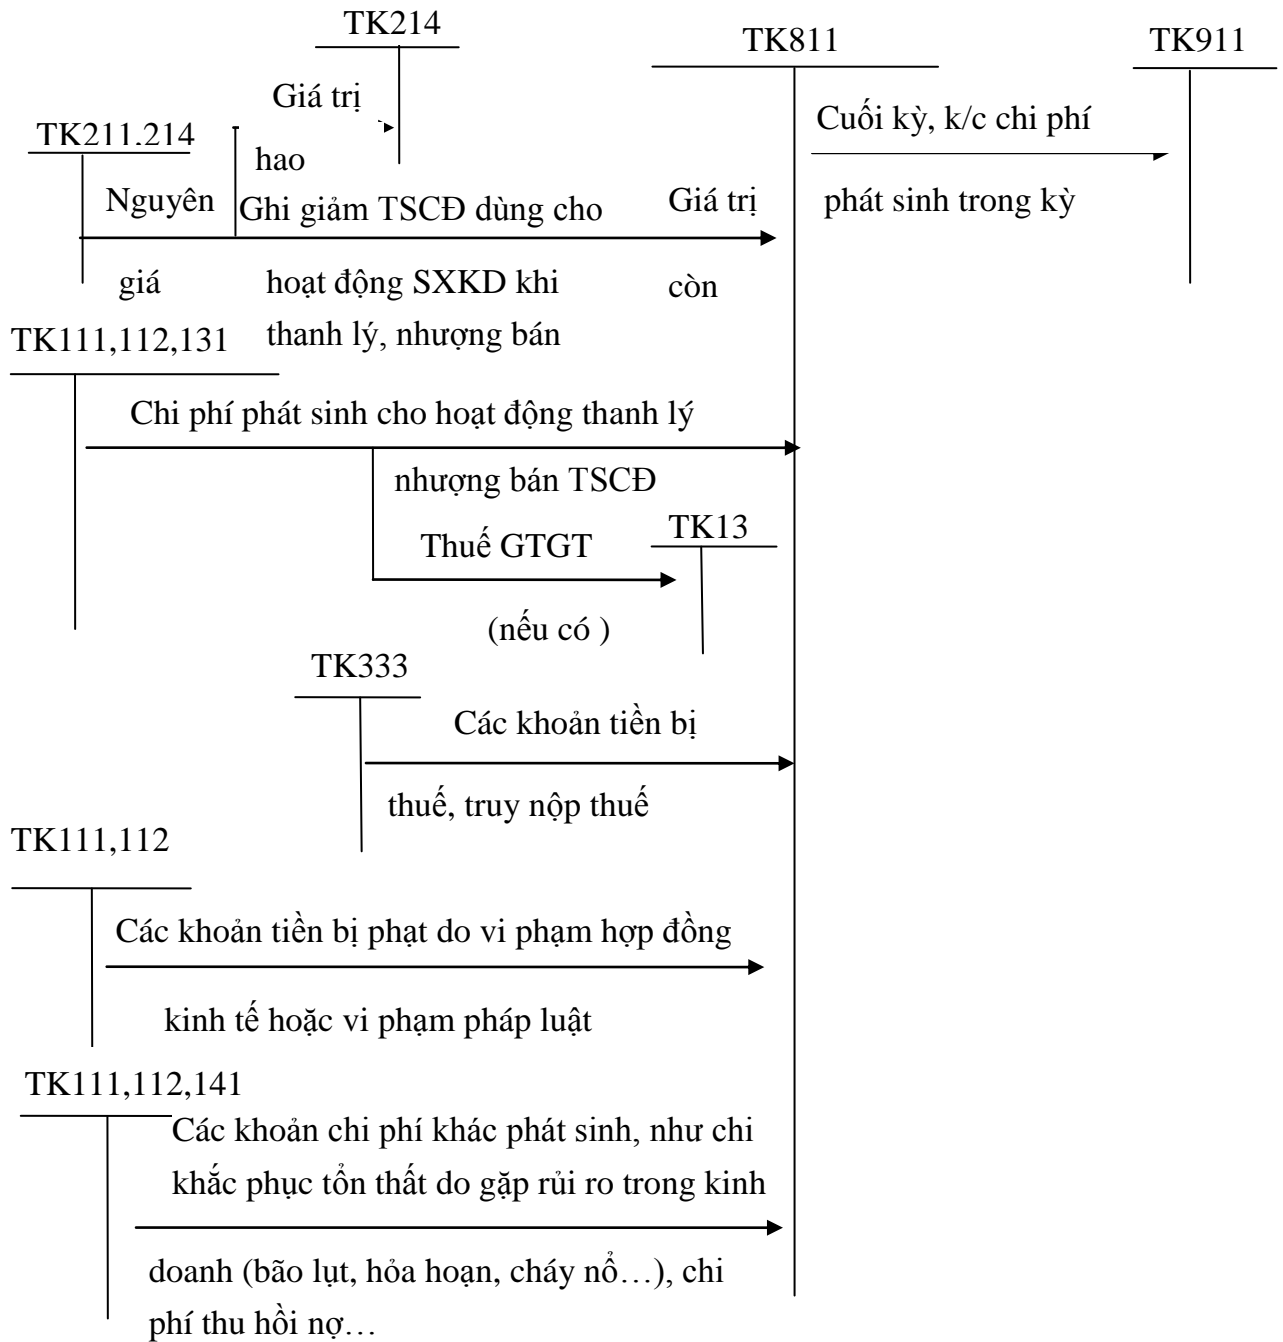 TK214
TK811
TK911
Giá trị
Cuối kỳ, k/c chi phí
TK211,214
hao
Nguyên
Ghi giảm TSCĐ dùng cho
Giá trị
phát sinh trong kỳ
giá
hoạt động SXKD khi
còn
thanh lý, nhượng bán
TK111,112,131
Chi phí phát sinh cho hoạt động thanh lý
nhượng bán TSCĐ
TK13
Thuế GTGT
(nếu có )
TK333
Các khoản tiền bị
thuế, truy nộp thuế
TK111,112
Các khoản tiền bị phạt do vi phạm hợp đồng
kinh tế hoặc vi phạm pháp luật
TK111,112,141
Các khoản chi phí khác phát sinh, như chi
khắc phục tổn thất do gặp rủi ro trong kinh
doanh (bão lụt, hỏa hoạn, cháy nổ…), chi
phí thu hồi nợ…